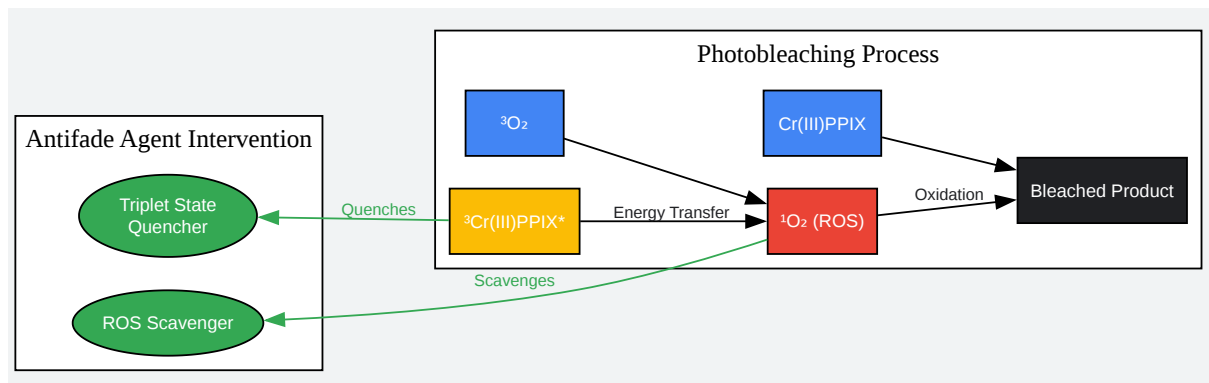 Photobleaching Process
³O₂
Cr(III)PPIX
Bleached Product
³Cr(III)PPIX*
Energy Transfer
¹O₂ (ROS)
Oxidation
Antifade Agent Intervention
Triplet State
Quencher
Quenches
Scavenges
ROS Scavenger